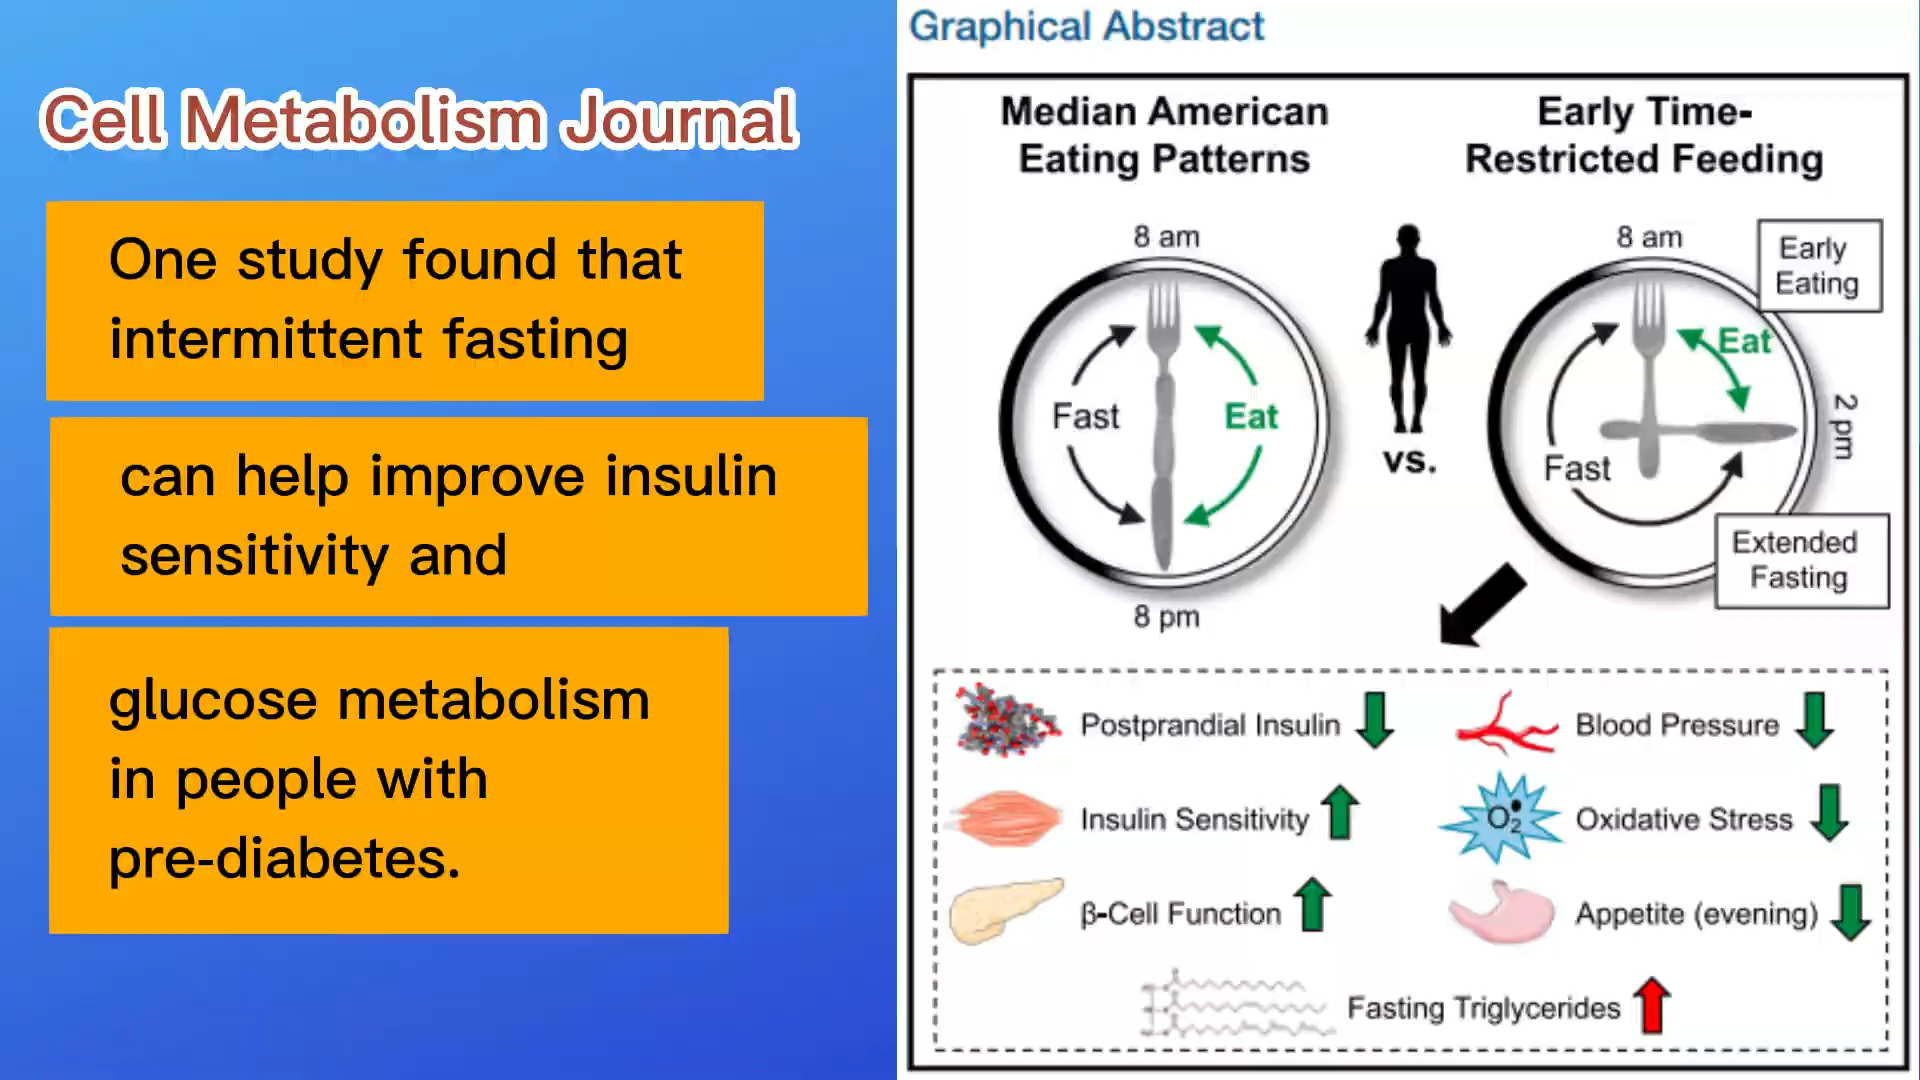 Cell Metabolism Journal
One study found that
intermittent fasting
can help improve insulin
sensitivity and
glucose metabolism
in people with
pre-diabetes.
Graphical Abstract
Median American
Eating Patterns
8 am
Fast
Eat
8 pm
vs.
Early Time-
Restricted Feeding
8 am
Early
Eating
Eat
2 pm
Fast
Extended
Fasting
Postprandial Insulin
Blood Pressure
Insulin Sensitivity
O2
Oxidative Stress
β-Cell Function
Appetite (evening)
Fasting Triglycerides